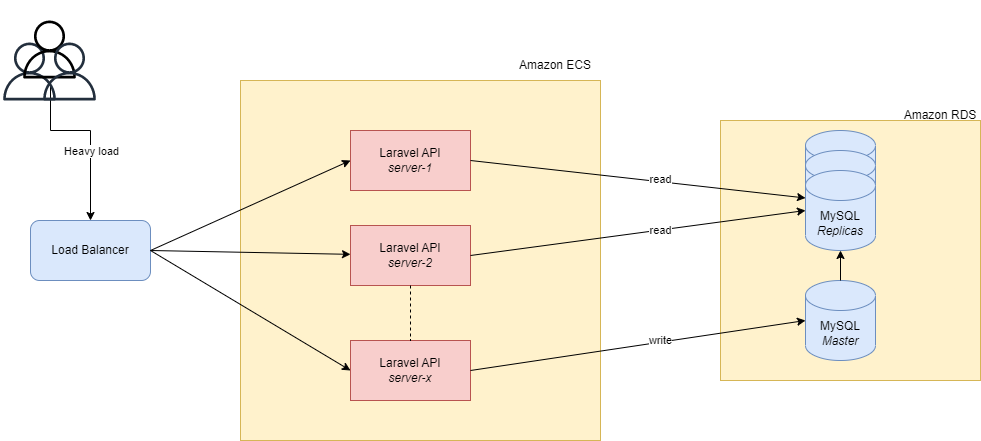 Amazon ECS
Amazon RDS
Heavy load
Load Balancer
Laravel API
server-1
Laravel API
server-2
Laravel API
server-x
read
read
write
MySQL
Replicas
MySQL
Master